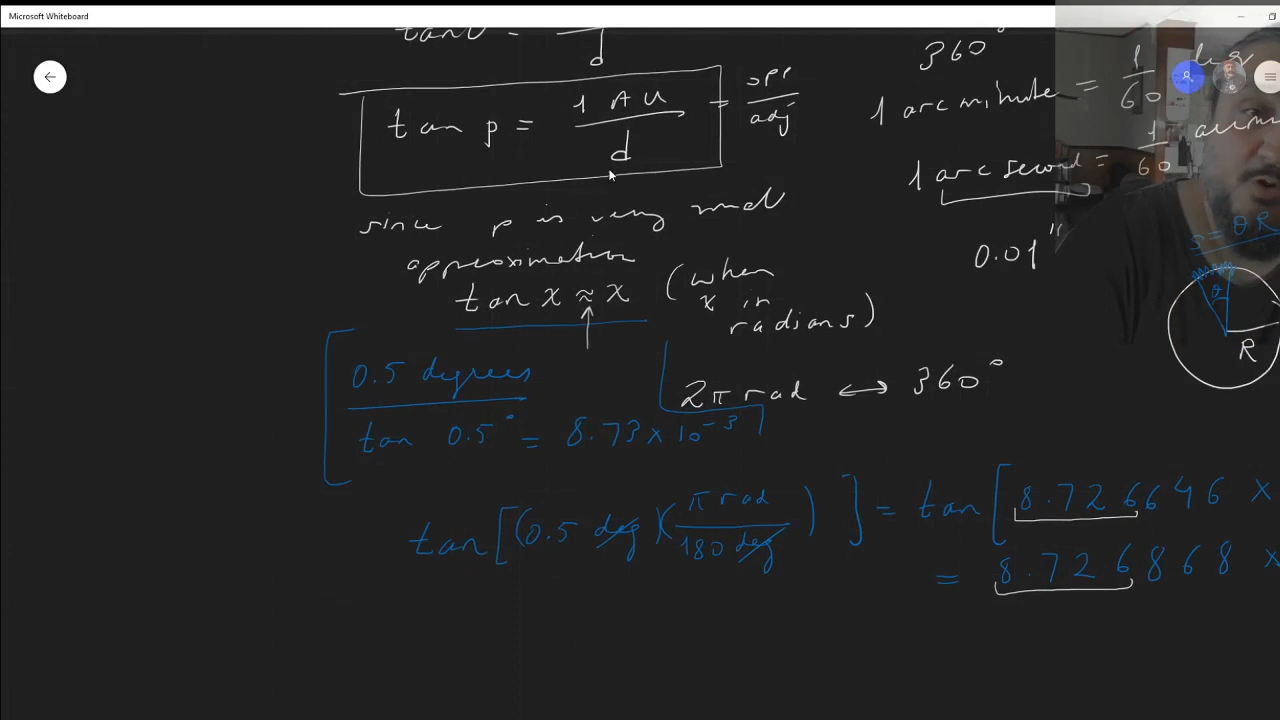 Microsoft Whiteboard
d
tan p = 1 AU / d = opp / adj
since p is very small
approximation
tan x ≈ x (when x in radians)
0.5 degrees
tan 0.5° = 8.73 × 10⁻³
2π rad ↔ 360°
tan[(0.5 deg)(π rad / 180 deg)] = tan[8.7266646 ×
= 8.7266868 ×
360°
1 arc minute = 1/60 deg
1 arc second = 1/60
0.01"
S = θ R
θ
R